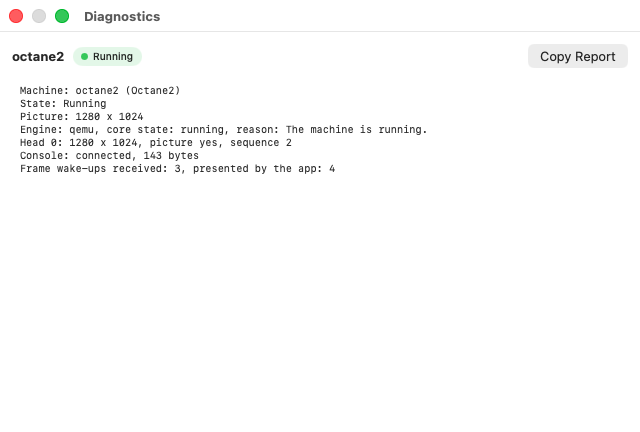 Diagnostics
octane2 Running Copy Report
Machine: octane2 (Octane2)
State: Running
Picture: 1280 x 1024
Engine: qemu, core state: running, reason: The machine is running.
Head 0: 1280 x 1024, picture yes, sequence 2
Console: connected, 143 bytes
Frame wake-ups received: 3, presented by the app: 4